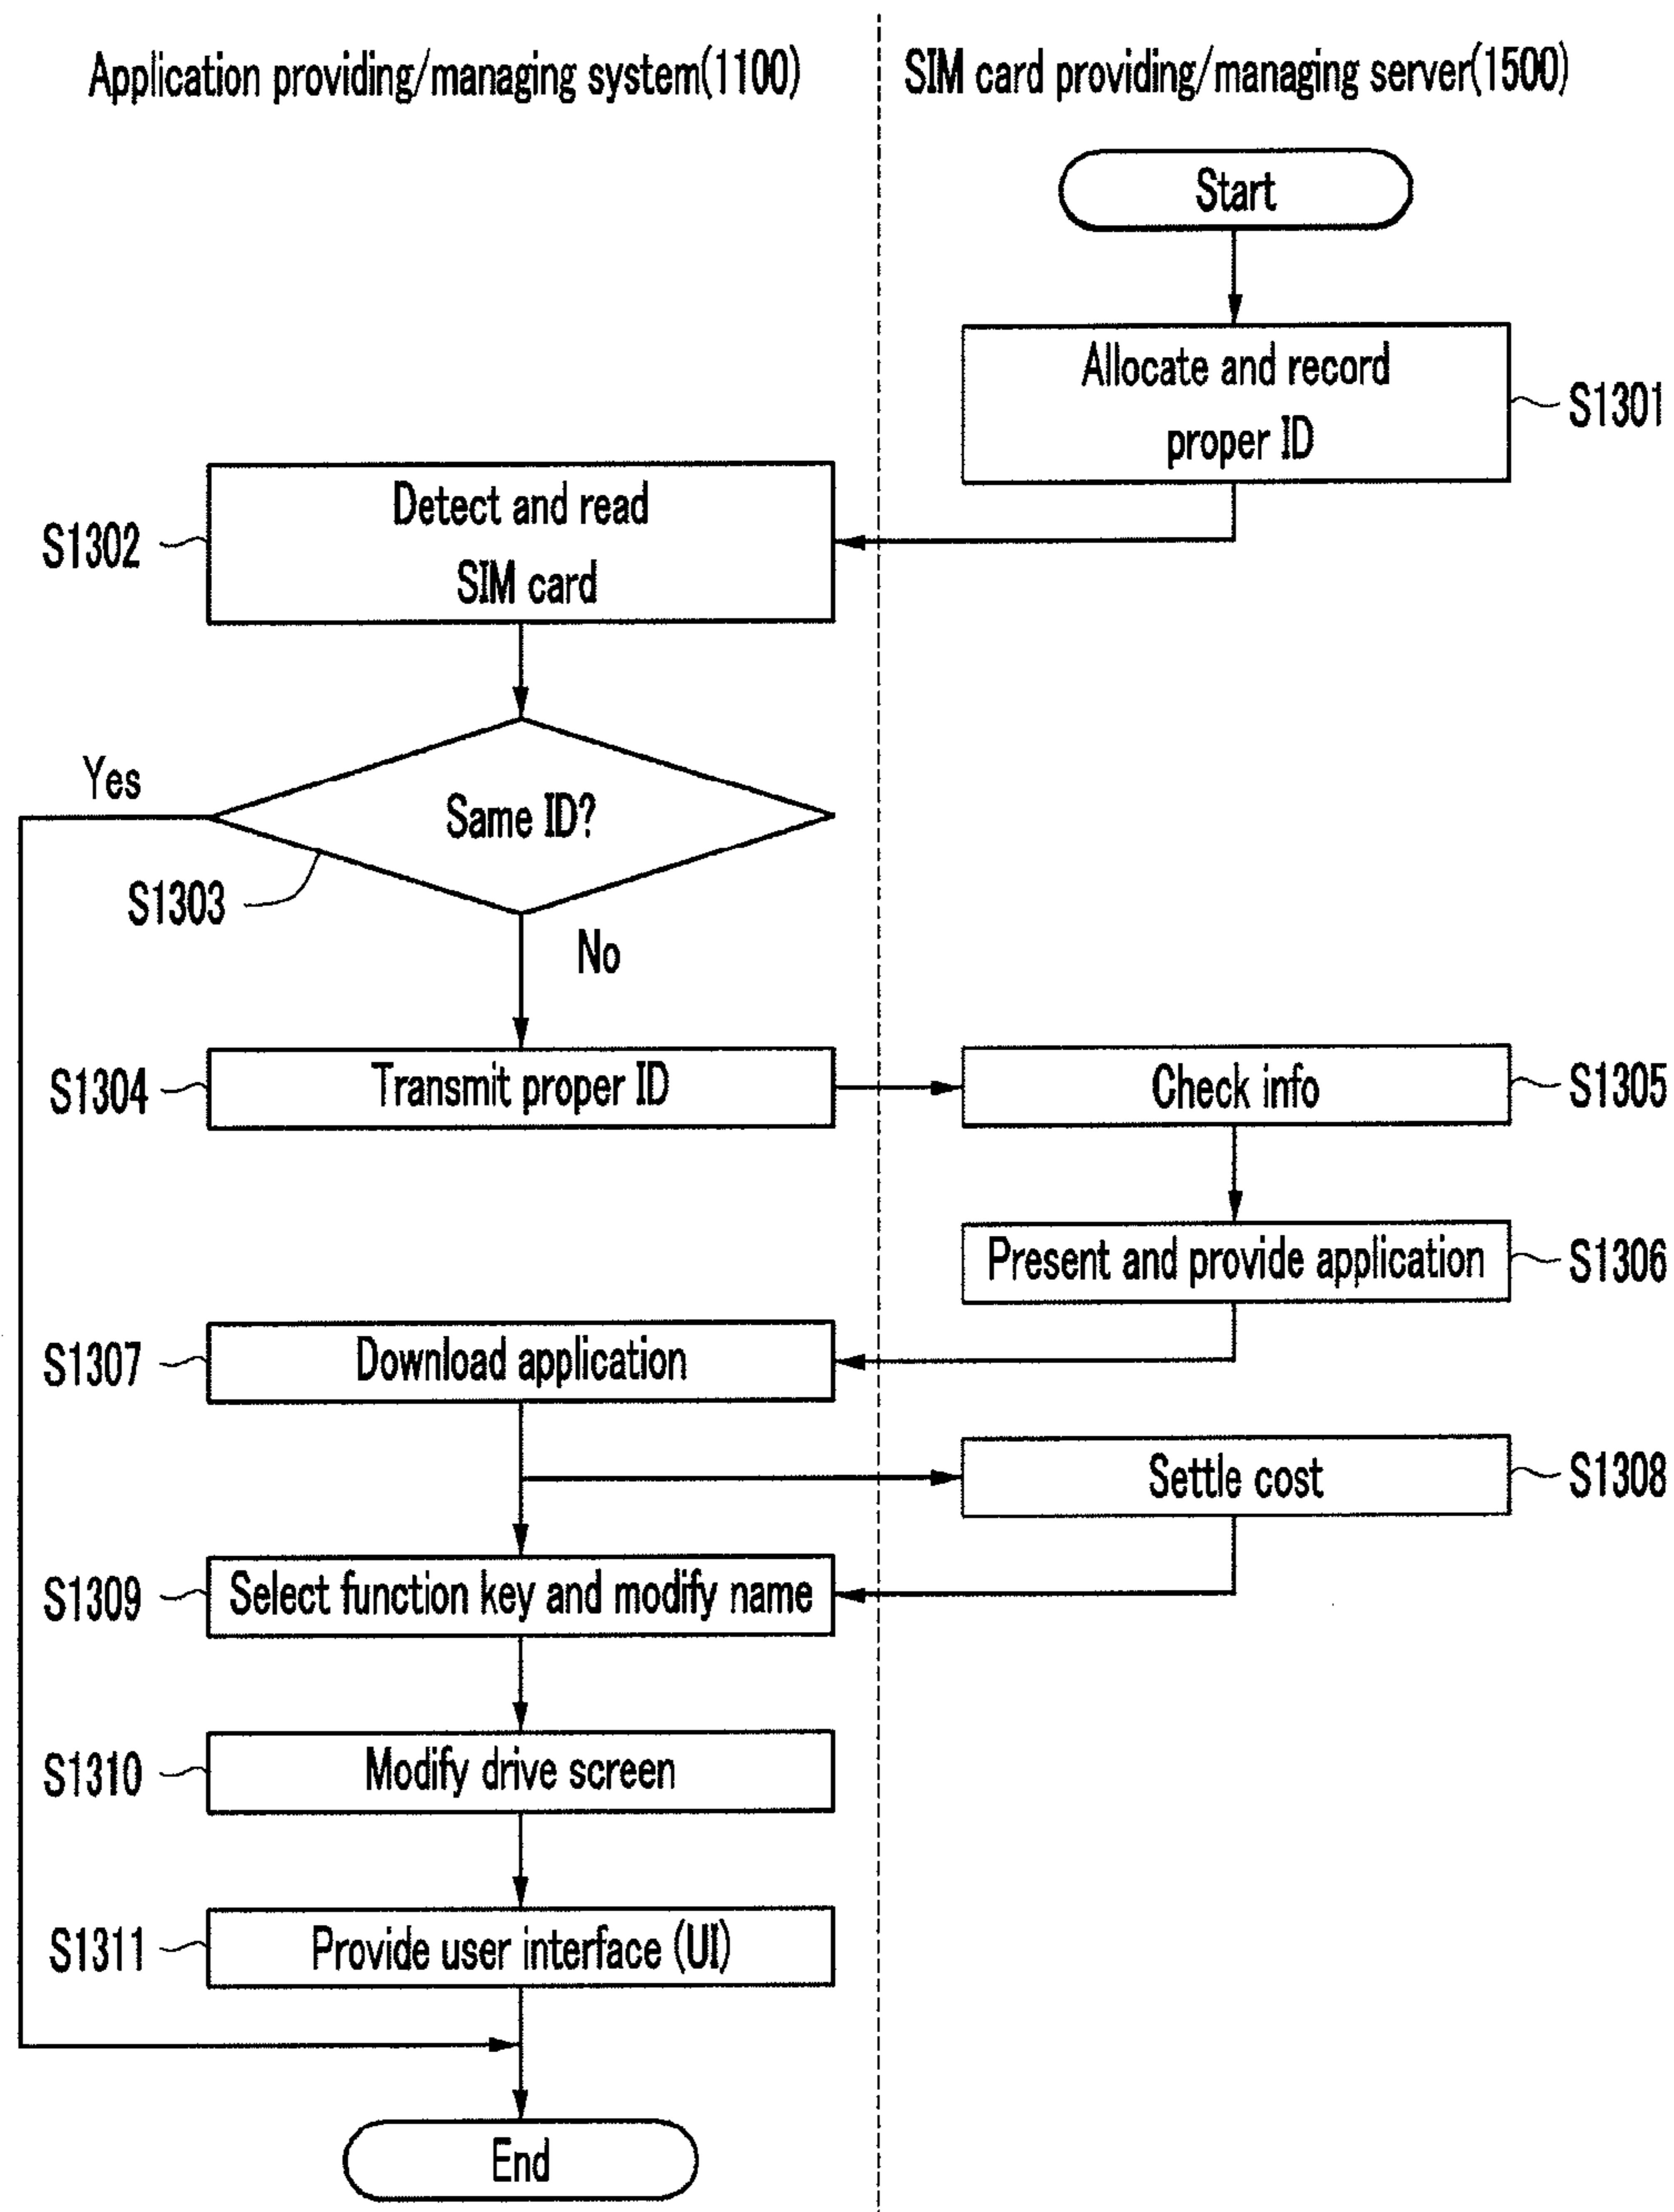 Application providing/managing system(1100)
SIM card providing/managing server(1500)
Start
Allocate and record
proper ID
S1301
Detect and read
SIM card
S1302
Yes
Same ID?
S1303
No
S1304
Transmit proper ID
Check info
S1305
Present and provide application
S1306
S1307
Download application
Settle cost
S1308
S1309
Select function key and modify name
S1310
Modify drive screen
S1311
Provide user interface (UI)
End